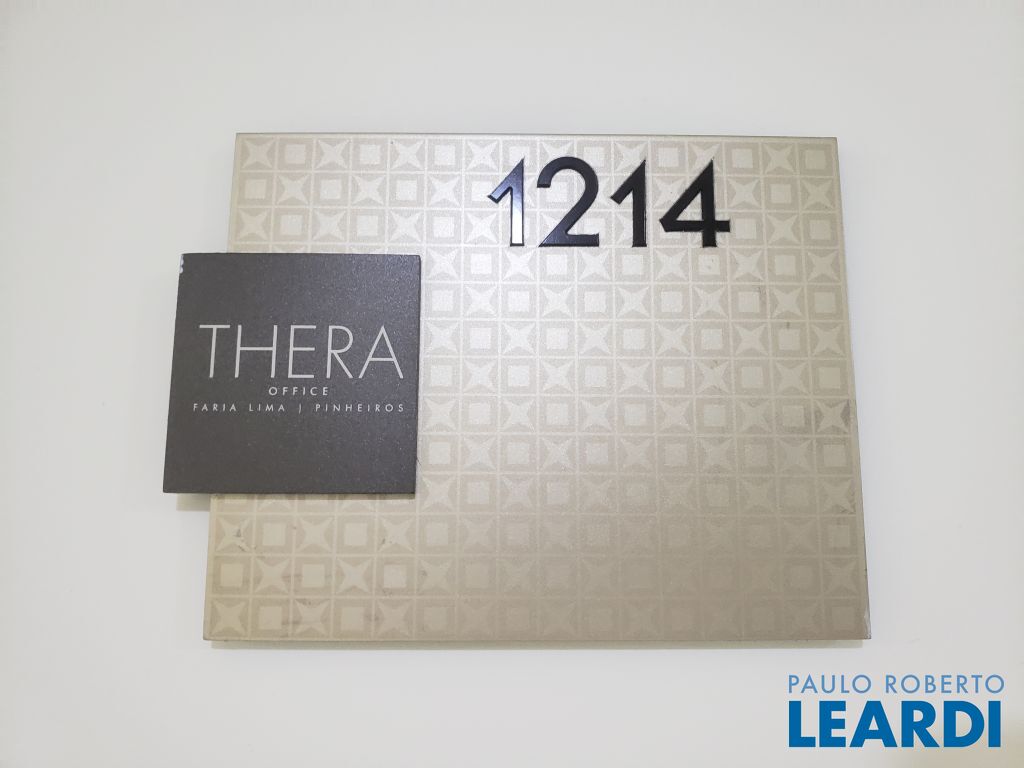 1214
THERA
OFFICE
FARIA LIMA | PINHEIROS
PAULO ROBERTO
LEARDI